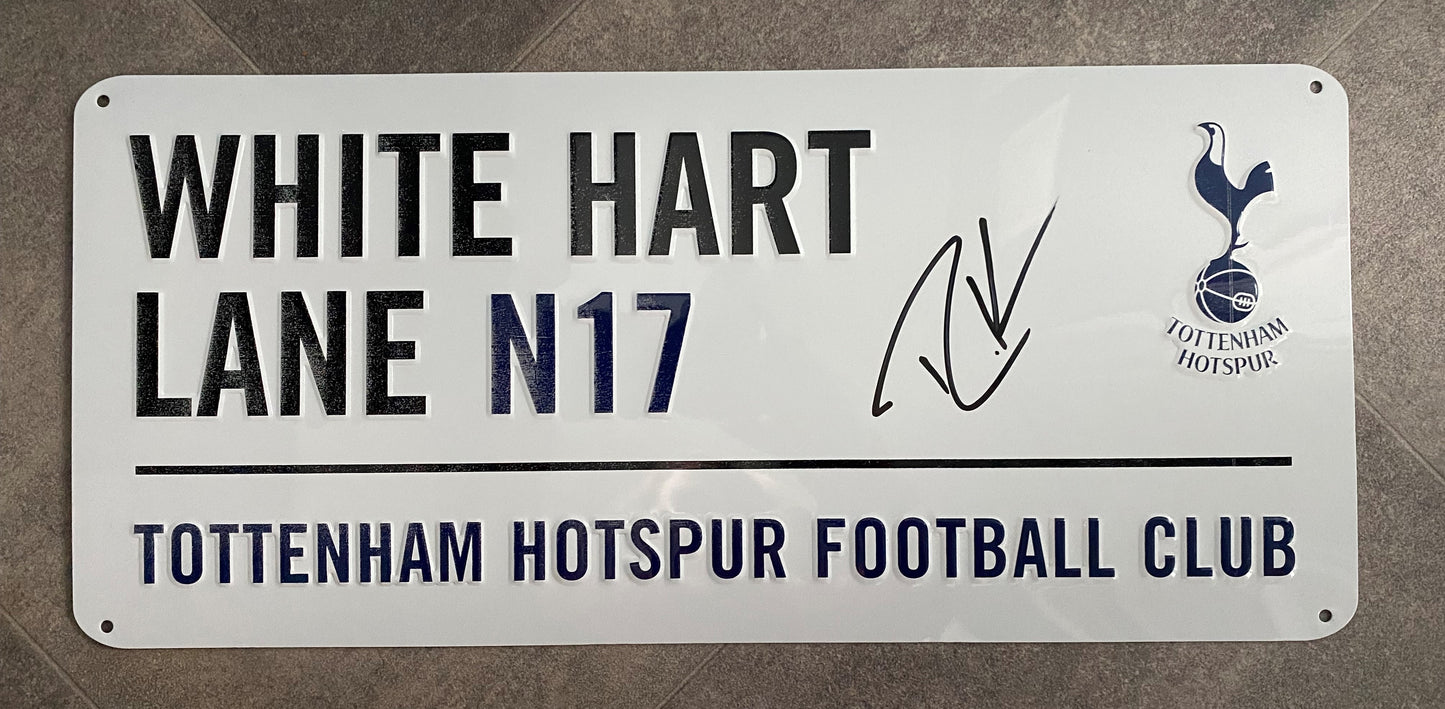 WHITE HART
LANE N17
TOTTENHAM
HOTSPUR
TOTTENHAM HOTSPUR FOOTBALL CLUB